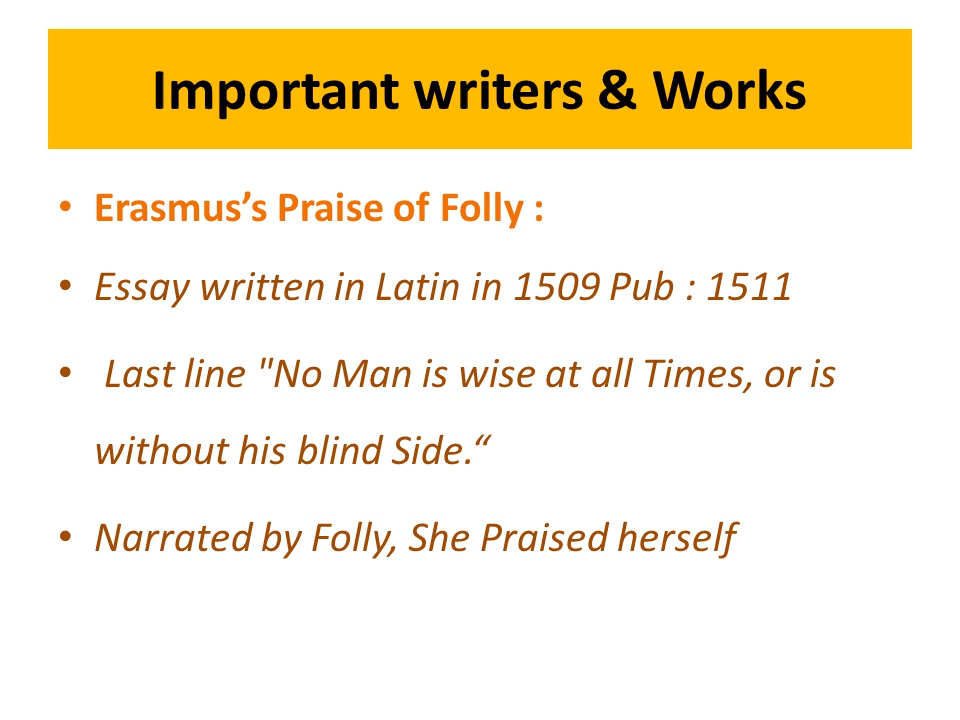 Important writers & Works
• Erasmus’s Praise of Folly :
• Essay written in Latin in 1509 Pub : 1511
• Last line "No Man is wise at all Times, or is
without his blind Side.“
• Narrated by Folly, She Praised herself